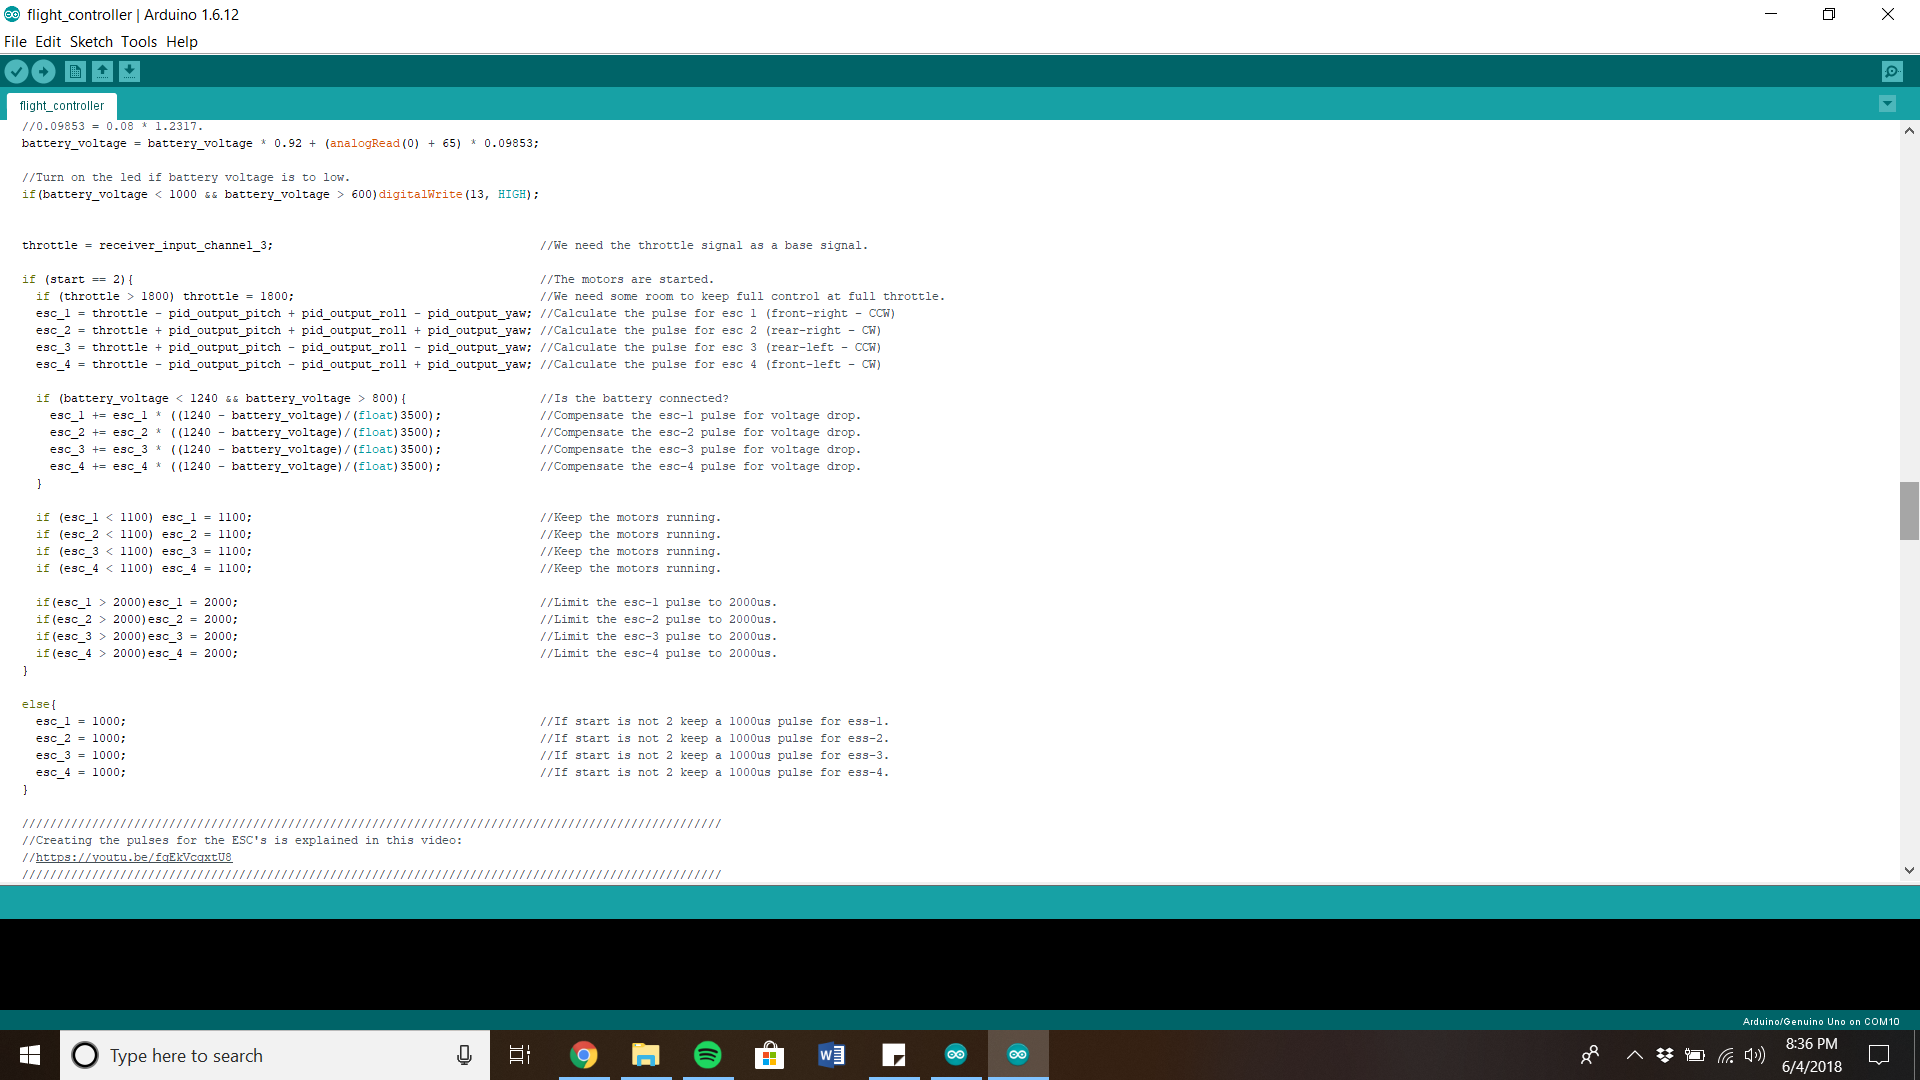 flight_controller | Arduino 1.6.12
File Edit Sketch Tools Help
flight_controller
//0.09853 = 0.08 * 1.2317.
battery_voltage = battery_voltage * 0.92 + (analogRead(0) + 65) * 0.09853;
//Turn on the led if battery voltage is to low.
if(battery_voltage < 1000 && battery_voltage > 600)digitalWrite(13, HIGH);
throttle = receiver_input_channel_3; //We need the throttle signal as a base signal.
if (start == 2){ //The motors are started.
if (throttle > 1800) throttle = 1800; //We need some room to keep full control at full throttle.
esc_1 = throttle - pid_output_pitch + pid_output_roll - pid_output_yaw; //Calculate the pulse for esc 1 (front-right - CCW)
esc_2 = throttle + pid_output_pitch + pid_output_roll + pid_output_yaw; //Calculate the pulse for esc 2 (rear-right - CW)
esc_3 = throttle + pid_output_pitch - pid_output_roll - pid_output_yaw; //Calculate the pulse for esc 3 (rear-left - CCW)
esc_4 = throttle - pid_output_pitch - pid_output_roll + pid_output_yaw; //Calculate the pulse for esc 4 (front-left - CW)
if (battery_voltage < 1240 && battery_voltage > 800){ //Is the battery connected?
esc_1 += esc_1 * ((1240 - battery_voltage)/(float)3500); //Compensate the esc-1 pulse for voltage drop.
esc_2 += esc_2 * ((1240 - battery_voltage)/(float)3500); //Compensate the esc-2 pulse for voltage drop.
esc_3 += esc_3 * ((1240 - battery_voltage)/(float)3500); //Compensate the esc-3 pulse for voltage drop.
esc_4 += esc_4 * ((1240 - battery_voltage)/(float)3500); //Compensate the esc-4 pulse for voltage drop.
}
if (esc_1 < 1100) esc_1 = 1100; //Keep the motors running.
if (esc_2 < 1100) esc_2 = 1100; //Keep the motors running.
if (esc_3 < 1100) esc_3 = 1100; //Keep the motors running.
if (esc_4 < 1100) esc_4 = 1100; //Keep the motors running.
if(esc_1 > 2000)esc_1 = 2000; //Limit the esc-1 pulse to 2000us.
if(esc_2 > 2000)esc_2 = 2000; //Limit the esc-2 pulse to 2000us.
if(esc_3 > 2000)esc_3 = 2000; //Limit the esc-3 pulse to 2000us.
if(esc_4 > 2000)esc_4 = 2000; //Limit the esc-4 pulse to 2000us.
}
else{
esc_1 = 1000; //If start is not 2 keep a 1000us pulse for ess-1.
esc_2 = 1000; //If start is not 2 keep a 1000us pulse for ess-2.
esc_3 = 1000; //If start is not 2 keep a 1000us pulse for ess-3.
esc_4 = 1000; //If start is not 2 keep a 1000us pulse for ess-4.
}
////////////////////////////////////////////////////////////////////////////////////////////////////
//Creating the pulses for the ESC's is explained in this video:
//https://youtu.be/fqEkVcqxtU8
////////////////////////////////////////////////////////////////////////////////////////////////////
Arduino/Genuino Uno on COM10
Type here to search
8:36 PM
6/4/2018